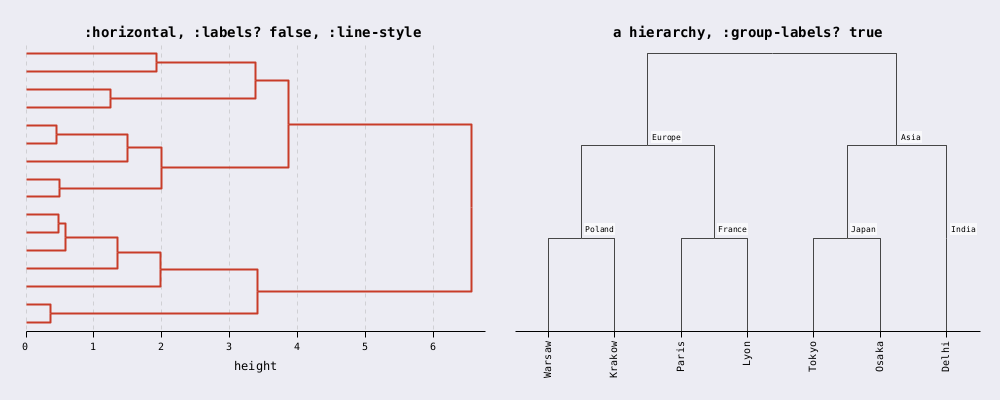 :horizontal, :labels? false, :line-style
0 1 2 3 4 5 6
height
a hierarchy, :group-labels? true
Europe Asia
Poland France Japan India
Warsaw Krakow Paris Lyon Tokyo Osaka Delhi